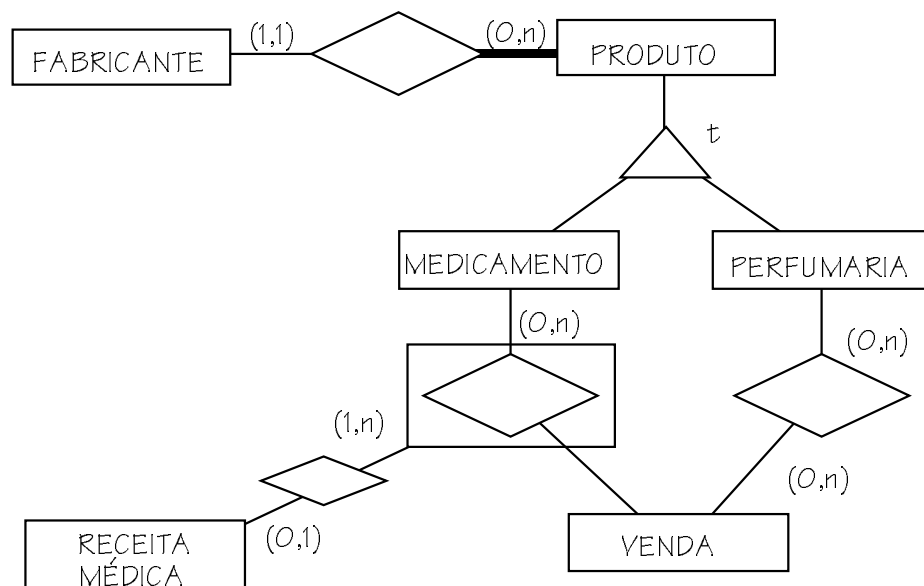 (1,1)
(0,n)
FABRICANTE
PRODUTO
t
MEDICAMENTO
PERFUMARIA
(0,n)
(0,n)
(1,n)
(0,n)
(0,1)
RECEITA
MÉDICA
VENDA